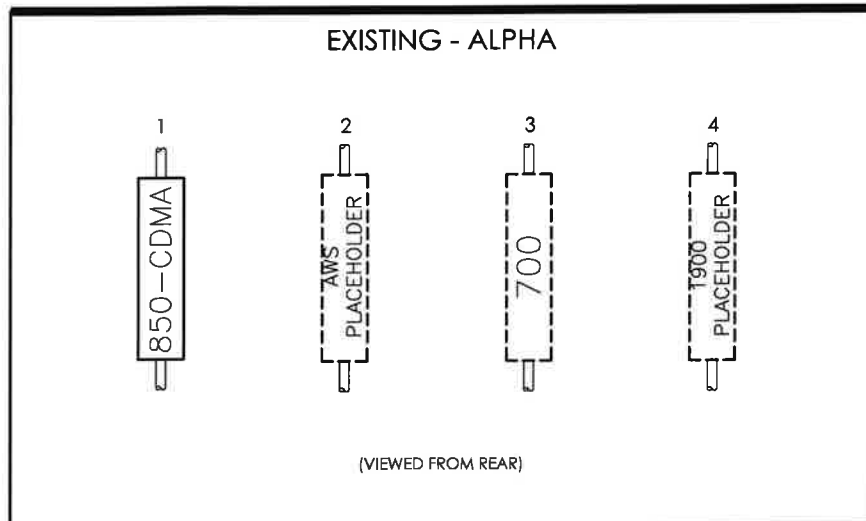 EXISTING - ALPHA
1
2
3
4
850-CDMA
AWS
PLACEHOLDER
700
1900
PLACEHOLDER
(VIEWED FROM REAR)